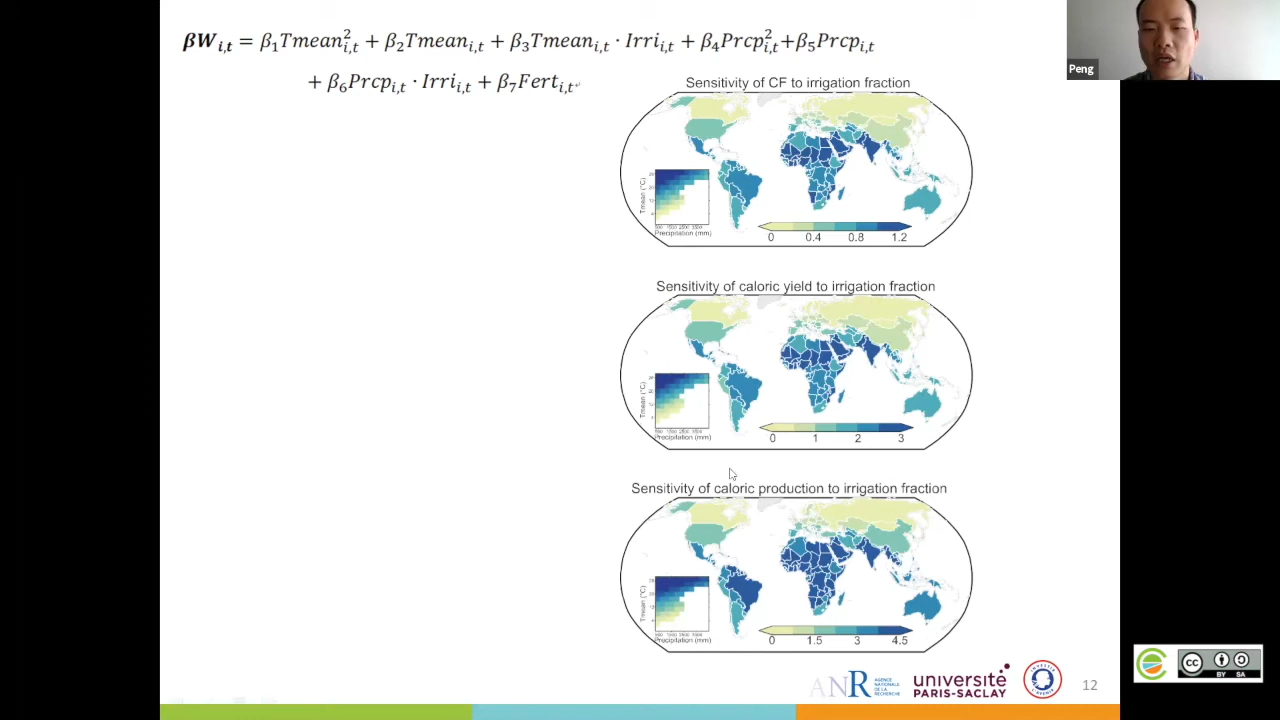 βW_{i,t} = β₁Tmean²_{i,t} + β₂Tmean_{i,t} + β₃Tmean_{i,t} · Irri_{i,t} + β₄Prcp²_{i,t}+β₅Prcp_{i,t}
+ β₆Prcp_{i,t} · Irri_{i,t} + β₇Fert_{i,t}
Peng
Sensitivity of CF to irrigation fraction
Tmean (°C)
Precipitation (mm)
0 0.4 0.8 1.2
Sensitivity of caloric yield to irrigation fraction
Tmean (°C)
Precipitation (mm)
0 1 2 3
Sensitivity of caloric production to irrigation fraction
Tmean (°C)
Precipitation (mm)
0 1.5 3 4.5
ANR
AGENCE
NATIONALE
DE LA
RECHERCHE
université
PARIS-SACLAY
12
CC BY SA